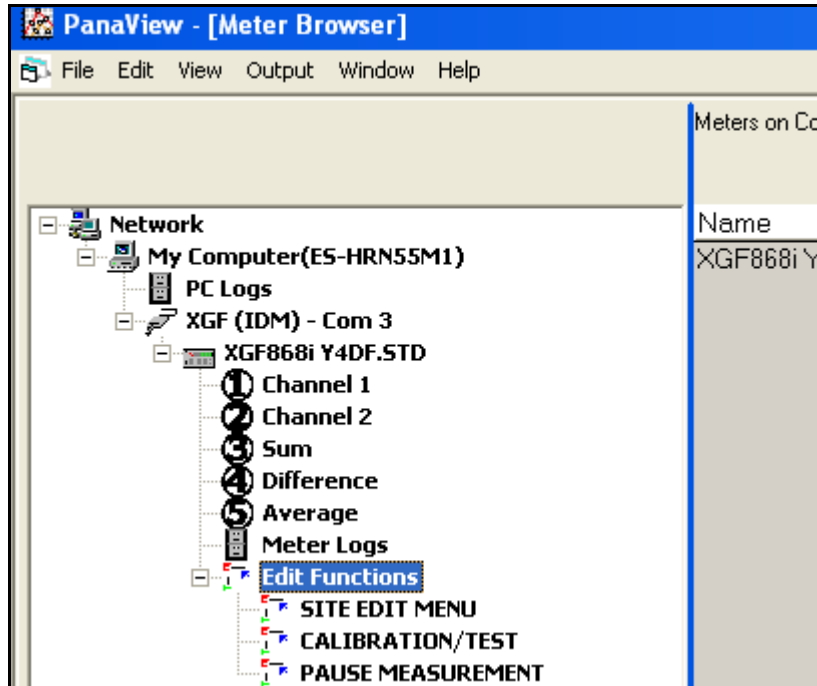 PanaView - [Meter Browser]
File Edit View Output Window Help
Meters on Co
Network
My Computer(ES-HRN55M1)
PC Logs
XGF (IDM) - Com 3
XGF868i Y4DF.STD
1 Channel 1
2 Channel 2
3 Sum
4 Difference
5 Average
Meter Logs
Edit Functions
SITE EDIT MENU
CALIBRATION/TEST
PAUSE MEASUREMENT
Name
XGF868i Y